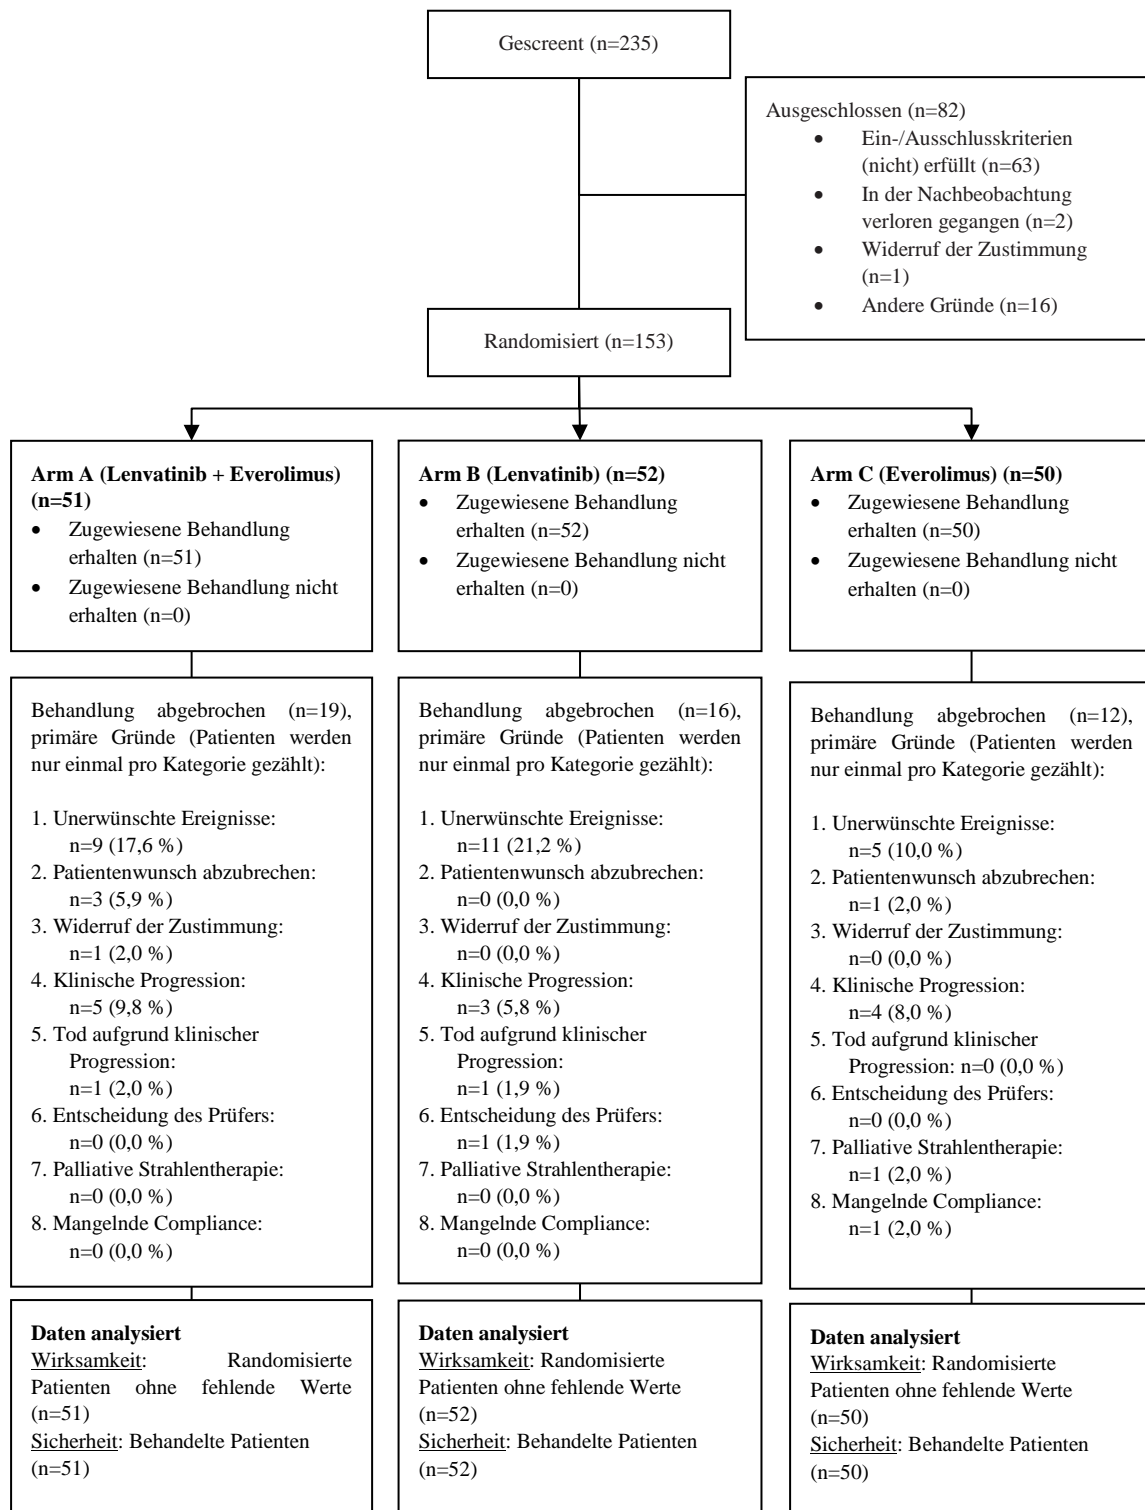 Gescreent (n=235)
Ausgeschlossen (n=82)
• Ein-/Ausschlusskriterien
(nicht) erfüllt (n=63)
• In der Nachbeobachtung
verloren gegangen (n=2)
• Widerruf der Zustimmung
(n=1)
• Andere Gründe (n=16)
Randomisiert (n=153)
Arm A (Lenvatinib + Everolimus)
(n=51)
• Zugewiesene Behandlung
erhalten (n=51)
• Zugewiesene Behandlung nicht
erhalten (n=0)
Arm B (Lenvatinib) (n=52)
• Zugewiesene Behandlung
erhalten (n=52)
• Zugewiesene Behandlung nicht
erhalten (n=0)
Arm C (Everolimus) (n=50)
• Zugewiesene Behandlung
erhalten (n=50)
• Zugewiesene Behandlung nicht
erhalten (n=0)
Behandlung abgebrochen (n=19),
primäre Gründe (Patienten werden
nur einmal pro Kategorie gezählt):
1. Unerwünschte Ereignisse:
n=9 (17,6 %)
2. Patientenwunsch abzubrechen:
n=3 (5,9 %)
3. Widerruf der Zustimmung:
n=1 (2,0 %)
4. Klinische Progression:
n=5 (9,8 %)
5. Tod aufgrund klinischer
Progression:
n=1 (2,0 %)
6. Entscheidung des Prüfers:
n=0 (0,0 %)
7. Palliative Strahlentherapie:
n=0 (0,0 %)
8. Mangelnde Compliance:
n=0 (0,0 %)
Behandlung abgebrochen (n=16),
primäre Gründe (Patienten werden
nur einmal pro Kategorie gezählt):
1. Unerwünschte Ereignisse:
n=11 (21,2 %)
2. Patientenwunsch abzubrechen:
n=0 (0,0 %)
3. Widerruf der Zustimmung:
n=0 (0,0 %)
4. Klinische Progression:
n=3 (5,8 %)
5. Tod aufgrund klinischer
Progression:
n=1 (1,9 %)
6. Entscheidung des Prüfers:
n=1 (1,9 %)
7. Palliative Strahlentherapie:
n=0 (0,0 %)
8. Mangelnde Compliance:
n=0 (0,0 %)
Behandlung abgebrochen (n=12),
primäre Gründe (Patienten werden
nur einmal pro Kategorie gezählt):
1. Unerwünschte Ereignisse:
n=5 (10,0 %)
2. Patientenwunsch abzubrechen:
n=1 (2,0 %)
3. Widerruf der Zustimmung:
n=0 (0,0 %)
4. Klinische Progression:
n=4 (8,0 %)
5. Tod aufgrund klinischer
Progression: n=0 (0,0 %)
6. Entscheidung des Prüfers:
n=0 (0,0 %)
7. Palliative Strahlentherapie:
n=1 (2,0 %)
8. Mangelnde Compliance:
n=1 (2,0 %)
Daten analysiert
Wirksamkeit: Randomisierte
Patienten ohne fehlende Werte
(n=51)
Sicherheit: Behandelte Patienten
(n=51)
Daten analysiert
Wirksamkeit: Randomisierte
Patienten ohne fehlende Werte
(n=52)
Sicherheit: Behandelte Patienten
(n=52)
Daten analysiert
Wirksamkeit: Randomisierte
Patienten ohne fehlende Werte
(n=50)
Sicherheit: Behandelte Patienten
(n=50)